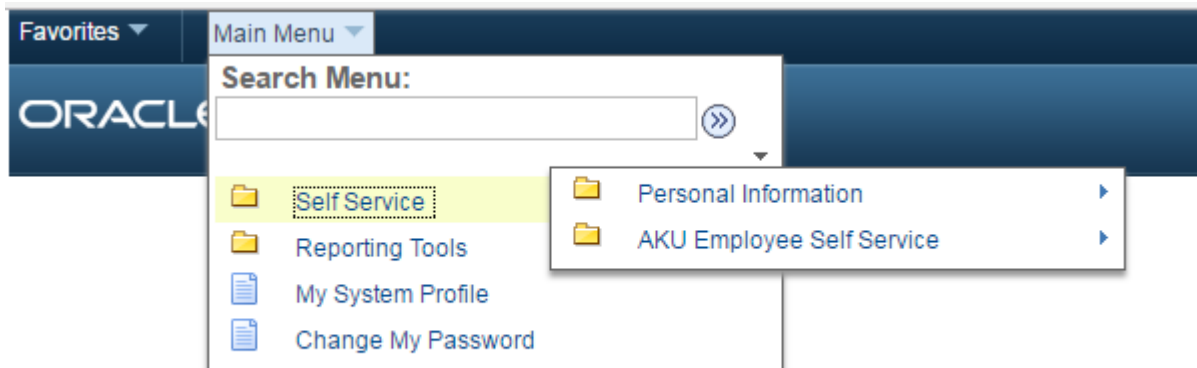 Favorites Main Menu
Search Menu:
ORACLE
Self Service
Personal Information
Reporting Tools
AKU Employee Self Service
My System Profile
Change My Password